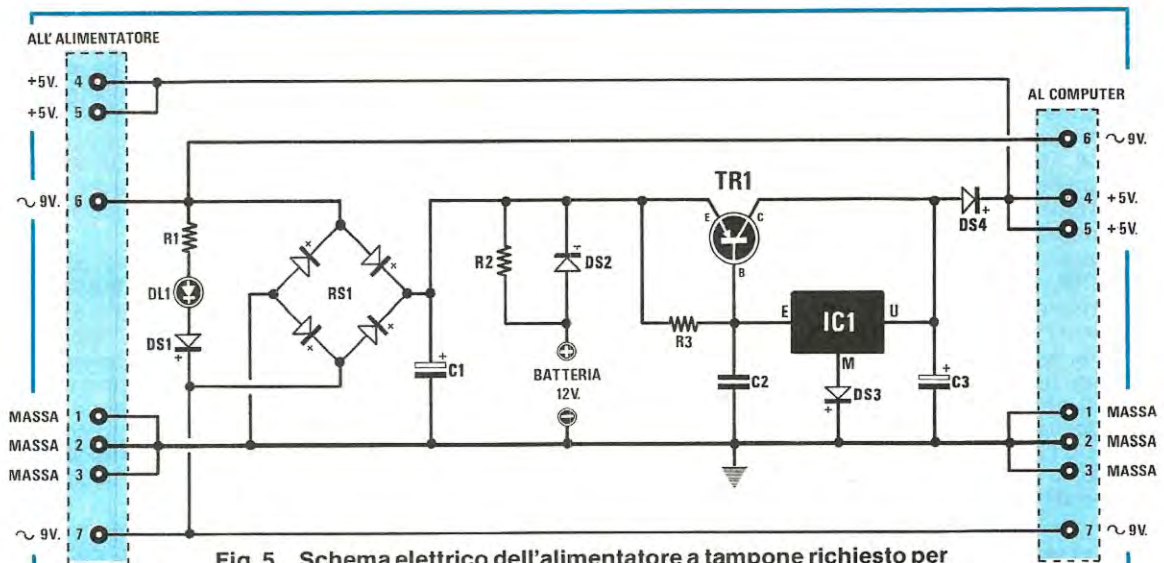 ALL' ALIMENTATORE
+5V. 4
+5V. 5
∼ 9V. 6
MASSA 1
MASSA 2
MASSA 3
∼ 9V. 7
R1
DL1
DS1
+
RS1
+
C1
R2
DS2
BATTERIA
12V.
TR1
E
C
B
R3
C2
E
IC1
U
M
DS3
+
+
C3
DS4
+
AL COMPUTER
6 ∼ 9V.
4 +5V.
5 +5V.
1 MASSA
2 MASSA
3 MASSA
7 ∼ 9V.
Fig. 5 Schema elettrico dell'alimentatore a tampone richiesto per